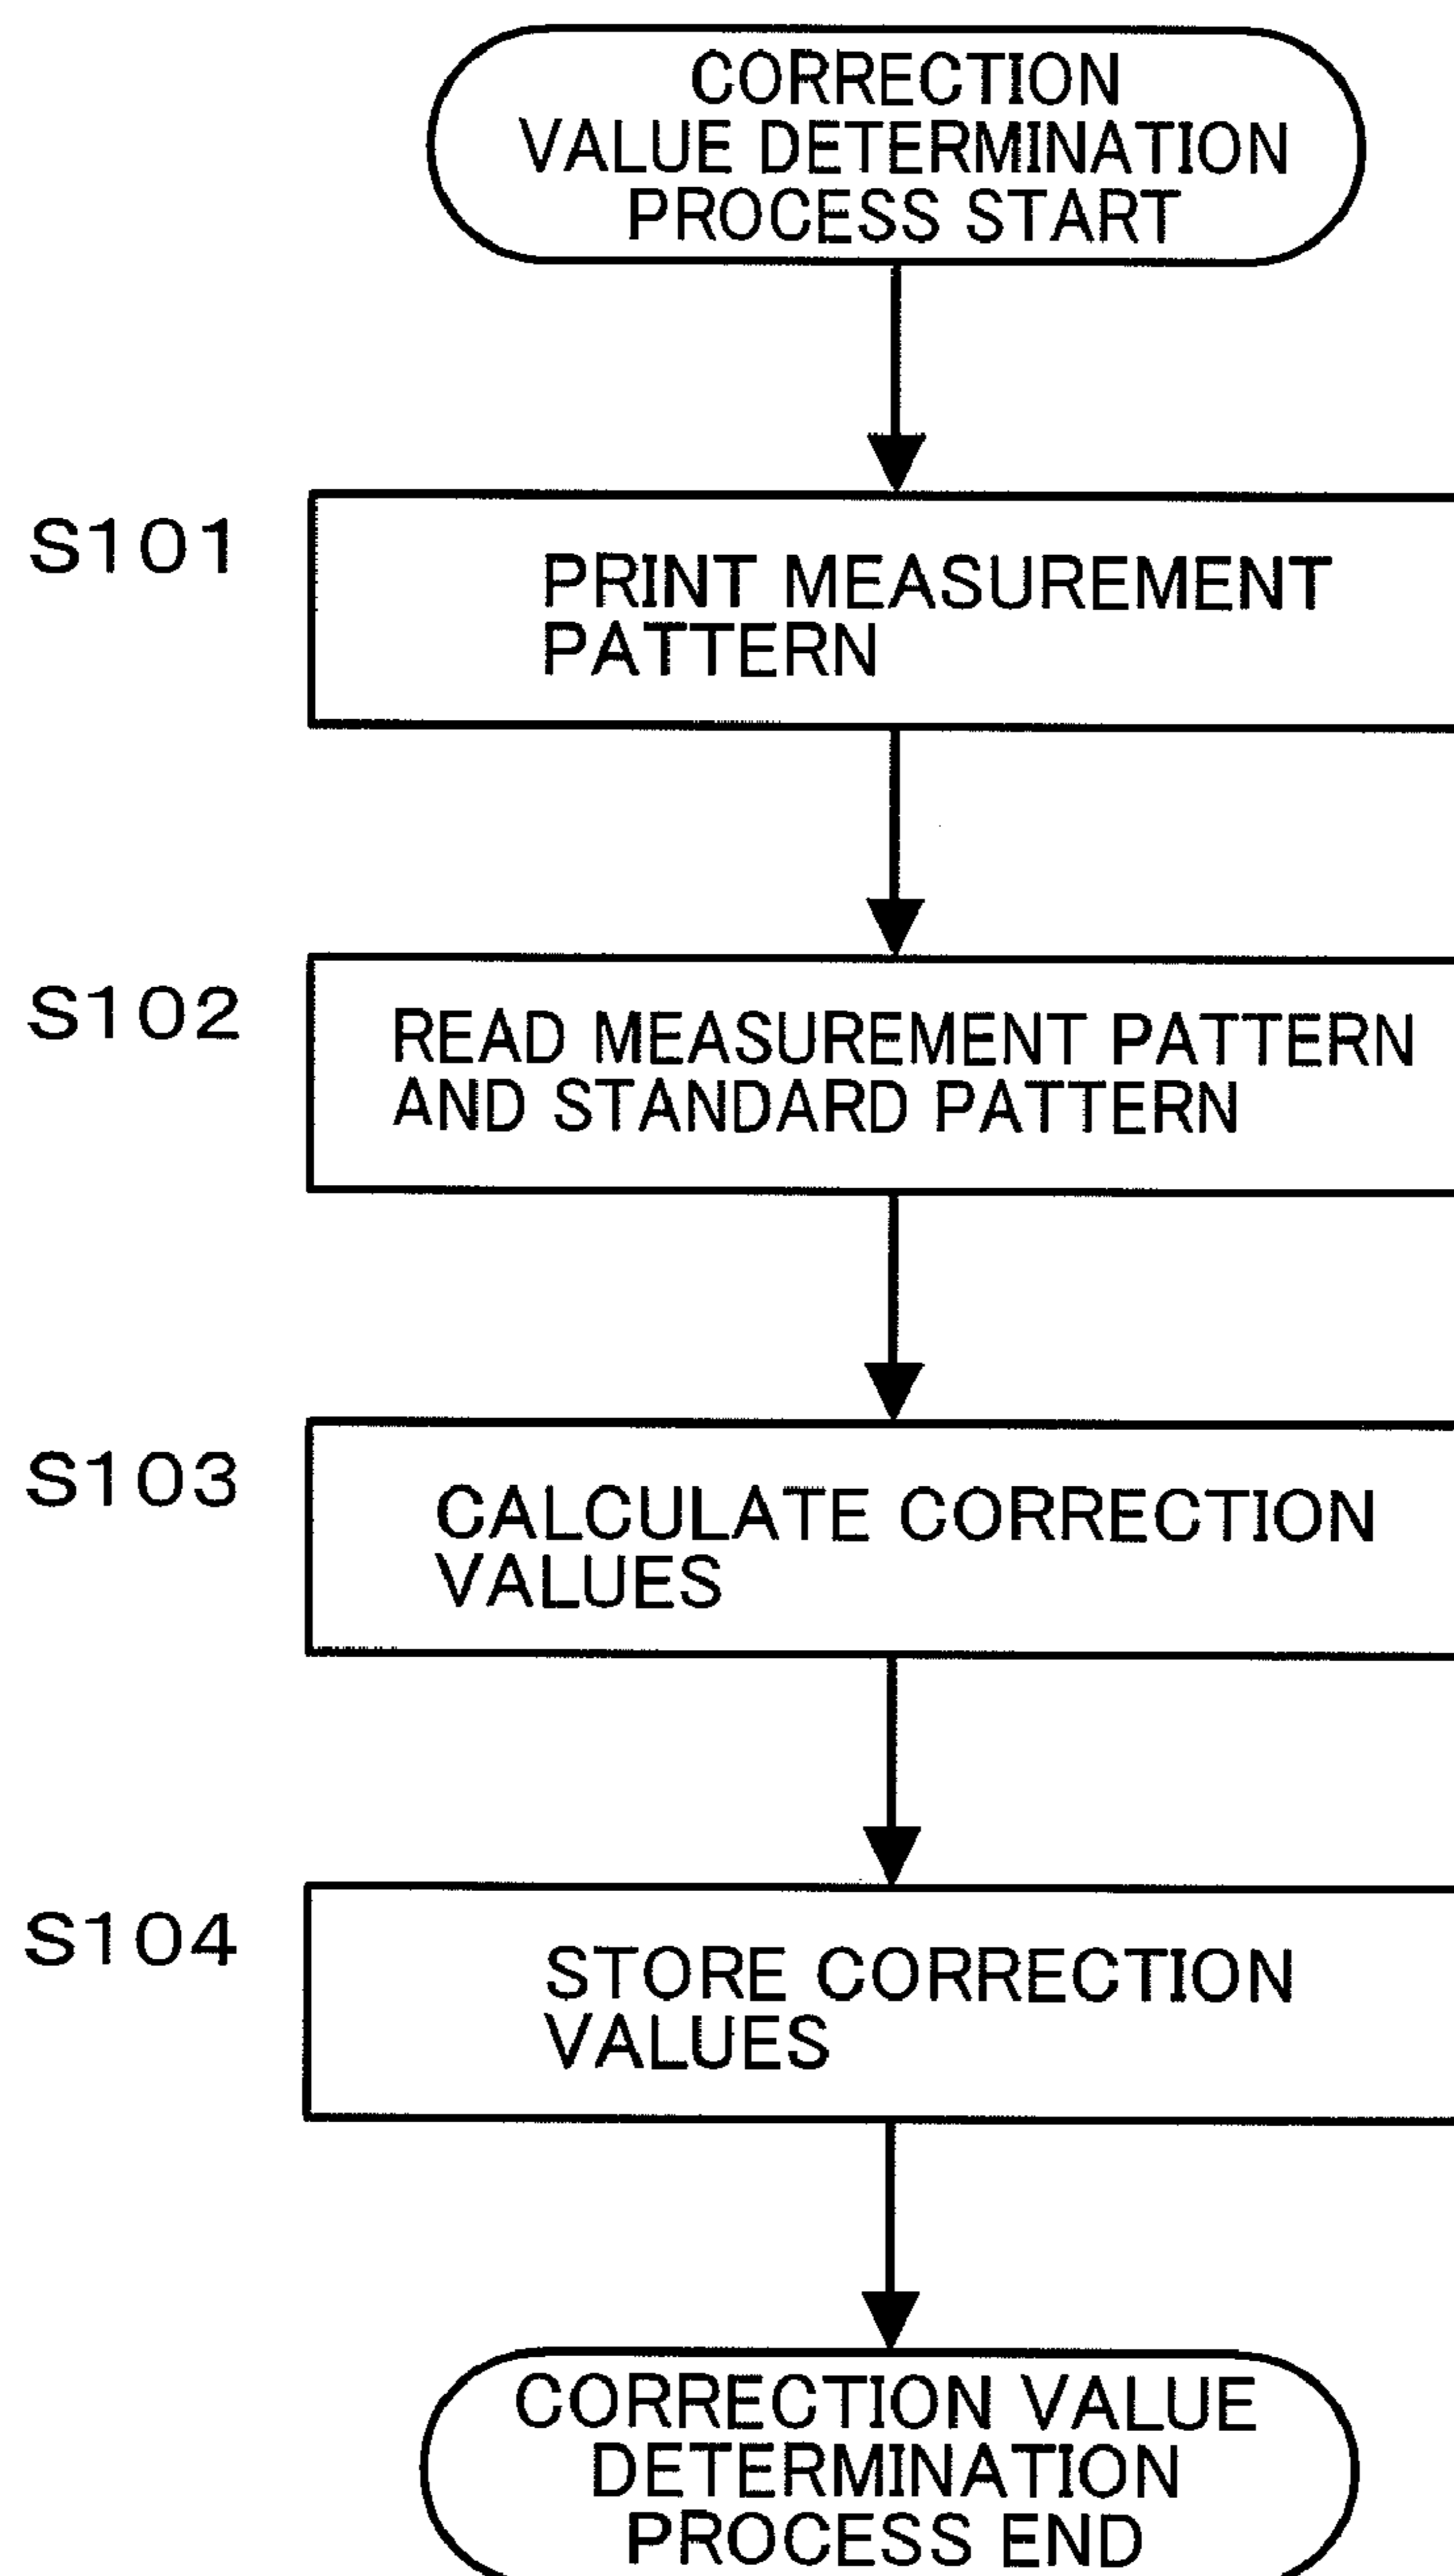 CORRECTION
VALUE DETERMINATION
PROCESS START
S101
PRINT MEASUREMENT
PATTERN
S102
READ MEASUREMENT PATTERN
AND STANDARD PATTERN
S103
CALCULATE CORRECTION
VALUES
S104
STORE CORRECTION
VALUES
CORRECTION VALUE
DETERMINATION
PROCESS END